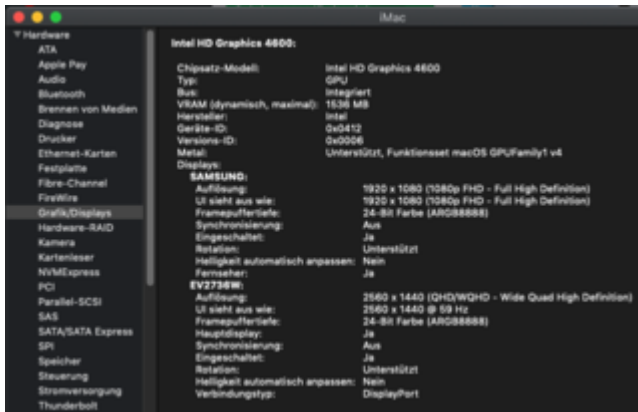 iMac
Hardware
ATA
Apple Pay
Audio
Bluetooth
Brennen von Medien
Diagnose
Drucker
Ethernet-Karten
Festplatte
Fibre-Channel
FireWire
Grafik/Displays
Hardware-RAID
Kamera
Kartenleser
NVMExpress
PCI
Parallel-SCSI
SAS
SATA/SATA Express
SPI
Speicher
Steuerung
Stromversorgung
Thunderbolt
Intel HD Graphics 4600:
Chipsatz-Modell: Intel HD Graphics 4600
Typ: GPU
Bus: Integriert
VRAM (dynamisch, maximal): 1536 MB
Hersteller: Intel
Geräte-ID: 0x0412
Versions-ID: 0x0006
Metal: Unterstützt, Funktionsset macOS GPUFamily1 v4
Displays:
SAMSUNG:
Auflösung: 1920 x 1080 (1080p FHD - Full High Definition)
UI sieht aus wie: 1920 x 1080 (1080p FHD - Full High Definition)
Framepuffertiefe: 24-Bit Farbe (ARGB8888)
Synchronisierung: Aus
Eingeschaltet: Ja
Rotation: Unterstützt
Helligkeit automatisch anpassen: Nein
Fernseher: Ja
EV2736W:
Auflösung: 2560 x 1440 (QHD/WQHD - Wide Quad High Definition)
UI sieht aus wie: 2560 x 1440 @ 59 Hz
Framepuffertiefe: 24-Bit Farbe (ARGB8888)
Hauptdisplay: Ja
Synchronisierung: Aus
Eingeschaltet: Ja
Rotation: Unterstützt
Helligkeit automatisch anpassen: Nein
Verbindungstyp: DisplayPort